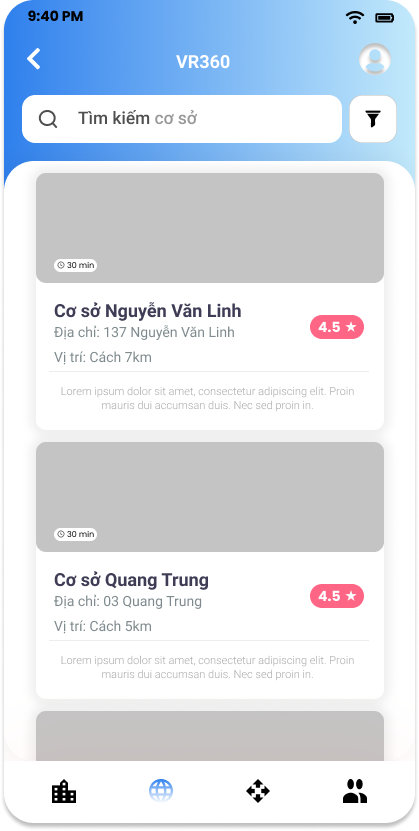 9:40 PM
VR360
Tìm kiếm cơ sở
30 min
Cơ sở Nguyễn Văn Linh
Địa chỉ: 137 Nguyễn Văn Linh
4.5 ★
Vị trí: Cách 7km
Lorem ipsum dolor sit amet, consectetur adipiscing elit. Proin
mauris dui accumsan duis. Nec sed proin in.
30 min
Cơ sở Quang Trung
Địa chỉ: 03 Quang Trung
4.5 ★
Vị trí: Cách 5km
Lorem ipsum dolor sit amet, consectetur adipiscing elit. Proin
mauris dui accumsan duis. Nec sed proin in.